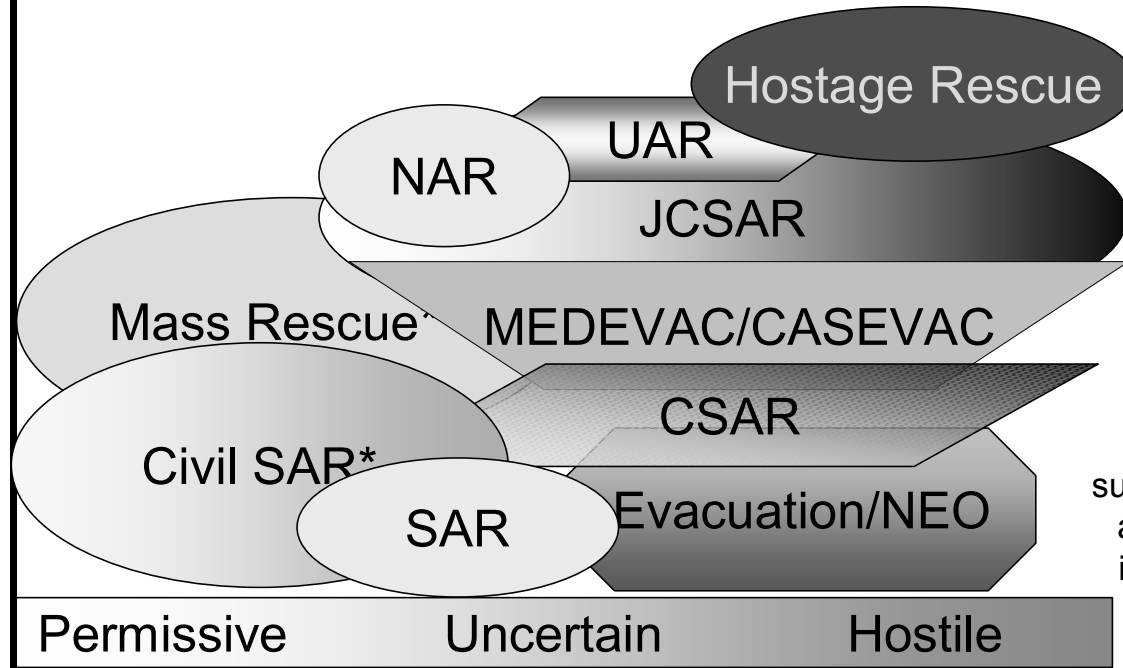 Hostage Rescue
UAR
NAR
JCSAR
Mass Rescue*
MEDEVAC/CASEVAC
CSAR
Civil SAR*
Evacuation/NEO
SAR
Permissive Uncertain Hostile